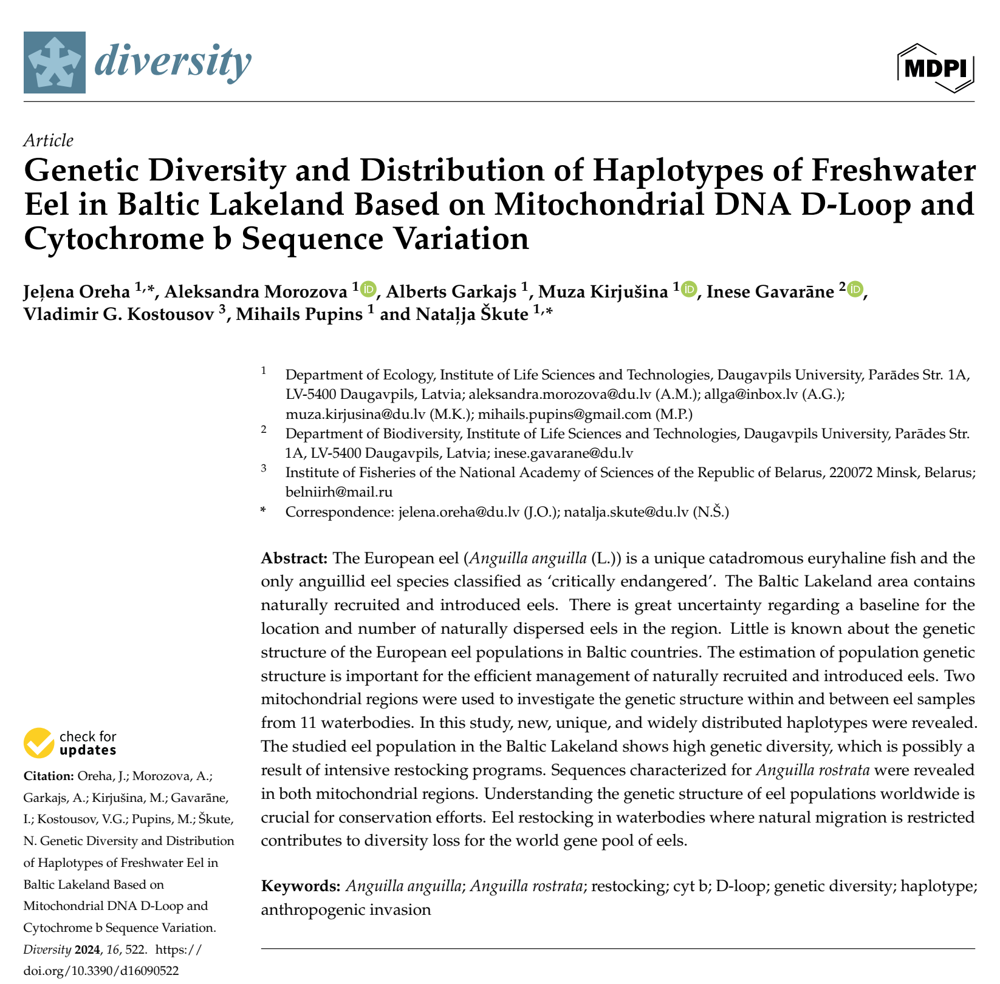 diversity
MDPI
Article
Genetic Diversity and Distribution of Haplotypes of Freshwater
Eel in Baltic Lakeland Based on Mitochondrial DNA D-Loop and
Cytochrome b Sequence Variation
Jeļena Oreha 1,*, Aleksandra Morozova 1 iD, Alberts Garkajs 1, Muza Kirjušina 1 iD, Inese Gavarāne 2 iD,
Vladimir G. Kostousov 3, Mihails Pupins 1 and Nataļja Škute 1,*
1 Department of Ecology, Institute of Life Sciences and Technologies, Daugavpils University, Parādes Str. 1A,
LV-5400 Daugavpils, Latvia; aleksandra.morozova@du.lv (A.M.); allga@inbox.lv (A.G.);
muza.kirjusina@du.lv (M.K.); mihails.pupins@gmail.com (M.P.)
2 Department of Biodiversity, Institute of Life Sciences and Technologies, Daugavpils University, Parādes Str.
1A, LV-5400 Daugavpils, Latvia; inese.gavarane@du.lv
3 Institute of Fisheries of the National Academy of Sciences of the Republic of Belarus, 220072 Minsk, Belarus;
belniirh@mail.ru
* Correspondence: jelena.oreha@du.lv (J.O.); natalja.skute@du.lv (N.Š.)
Abstract: The European eel (Anguilla anguilla (L.)) is a unique catadromous euryhaline fish and the
only anguillid eel species classified as ‘critically endangered’. The Baltic Lakeland area contains
naturally recruited and introduced eels. There is great uncertainty regarding a baseline for the
location and number of naturally dispersed eels in the region. Little is known about the genetic
structure of the European eel populations in Baltic countries. The estimation of population genetic
structure is important for the efficient management of naturally recruited and introduced eels. Two
mitochondrial regions were used to investigate the genetic structure within and between eel samples
from 11 waterbodies. In this study, new, unique, and widely distributed haplotypes were revealed.
The studied eel population in the Baltic Lakeland shows high genetic diversity, which is possibly a
result of intensive restocking programs. Sequences characterized for Anguilla rostrata were revealed
in both mitochondrial regions. Understanding the genetic structure of eel populations worldwide is
crucial for conservation efforts. Eel restocking in waterbodies where natural migration is restricted
contributes to diversity loss for the world gene pool of eels.
Keywords: Anguilla anguilla; Anguilla rostrata; restocking; cyt b; D-loop; genetic diversity; haplotype;
anthropogenic invasion
check for
updates
Citation: Oreha, J.; Morozova, A.;
Garkajs, A.; Kirjušina, M.; Gavarāne,
I.; Kostousov, V.G.; Pupins, M.; Škute,
N. Genetic Diversity and Distribution
of Haplotypes of Freshwater Eel in
Baltic Lakeland Based on
Mitochondrial DNA D-Loop and
Cytochrome b Sequence Variation.
Diversity 2024, 16, 522. https://
doi.org/10.3390/d16090522